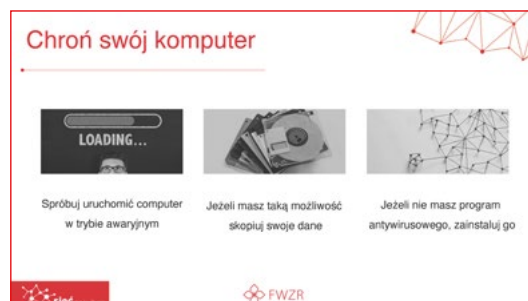 Chroń swój komputer
LOADING...
Spróbuj uruchomić computer
w trybie awaryjnym
Jeżeli masz taką możliwość
skopiuj swoje dane
Jeżeli nie masz program
antywirusowego, zainstaluj go
FWZR